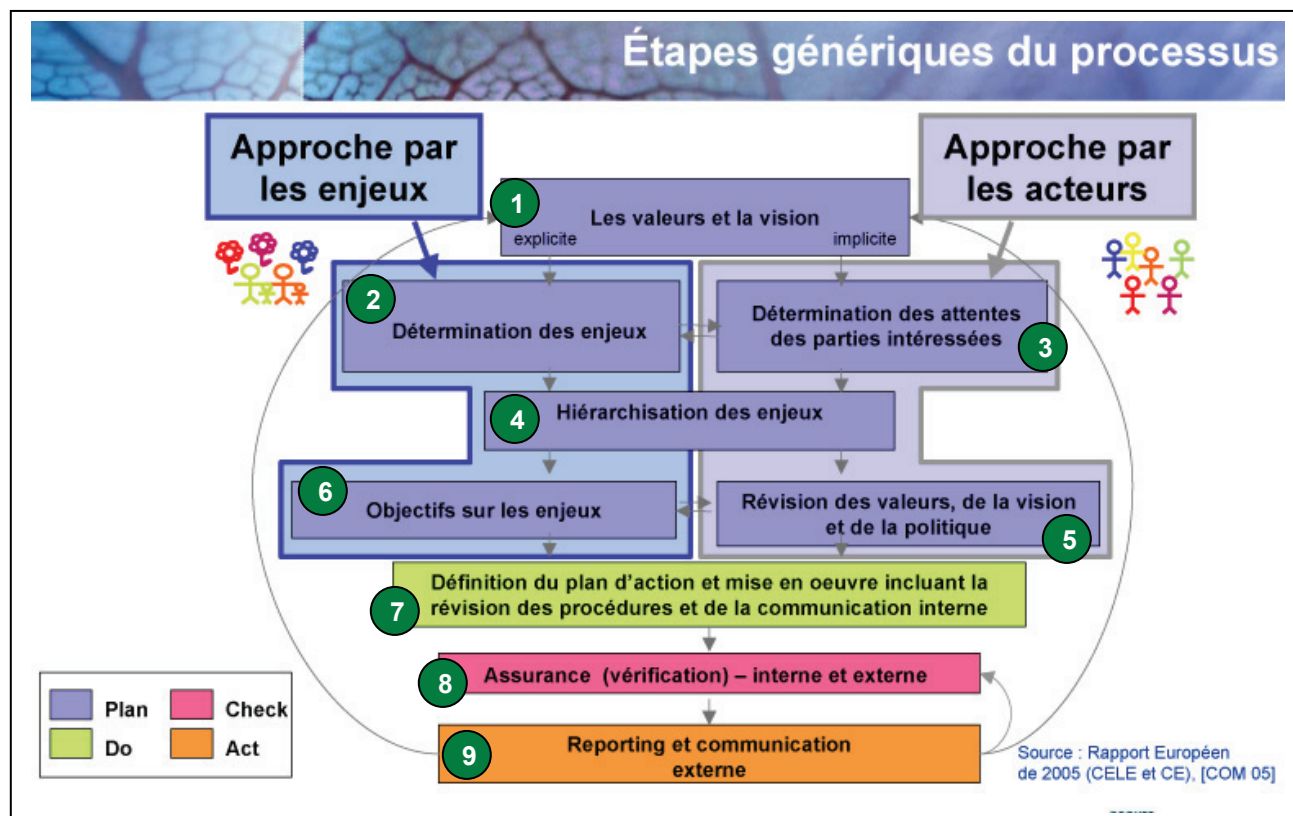 Étapes génériques du processus
Approche par
les enjeux
Approche par
les acteurs
1
Les valeurs et la vision
explicite
implicite
2
Détermination des enjeux
Détermination des attentes
des parties intéressées
3
4
Hiérarchisation des enjeux
6
Objectifs sur les enjeux
Révision des valeurs, de la vision
et de la politique
5
Définition du plan d'action et mise en oeuvre incluant la
révision des procédures et de la communication interne
7
8
Assurance (vérification) – interne et externe
9
Reporting et communication
externe
Plan
Check
Do
Act
Source : Rapport Européen
de 2005 (CELE et CE), [COM 05]